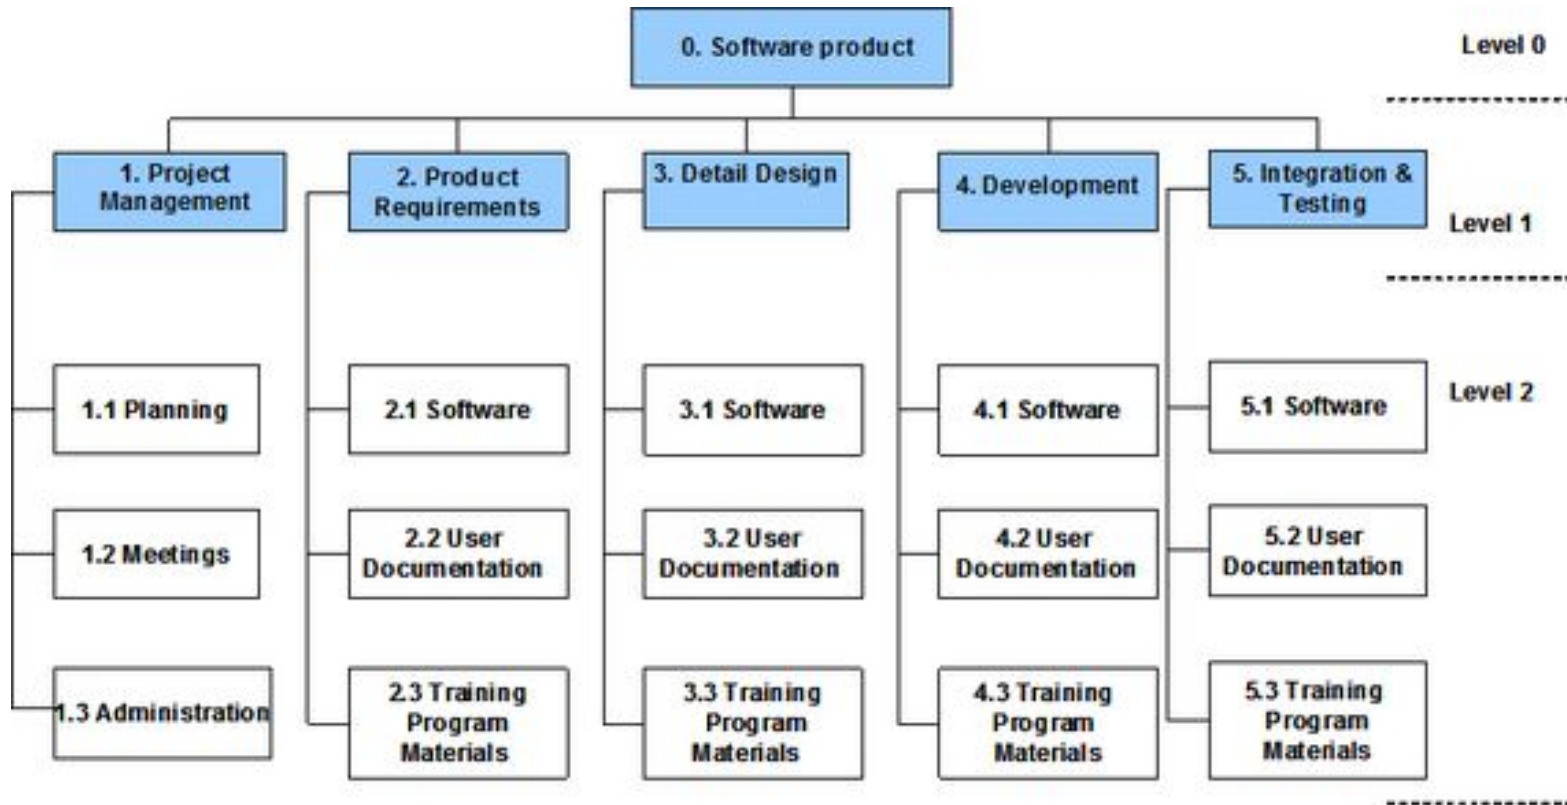 0. Software product
Level 0
1. Project
Management
2. Product
Requirements
3. Detail Design
4. Development
5. Integration &
Testing
Level 1
1.1 Planning
2.1 Software
3.1 Software
4.1 Software
5.1 Software
Level 2
1.2 Meetings
2.2 User
Documentation
3.2 User
Documentation
4.2 User
Documentation
5.2 User
Documentation
1.3 Administration
2.3 Training
Program
Materials
3.3 Training
Program
Materials
4.3 Training
Program
Materials
5.3 Training
Program
Materials